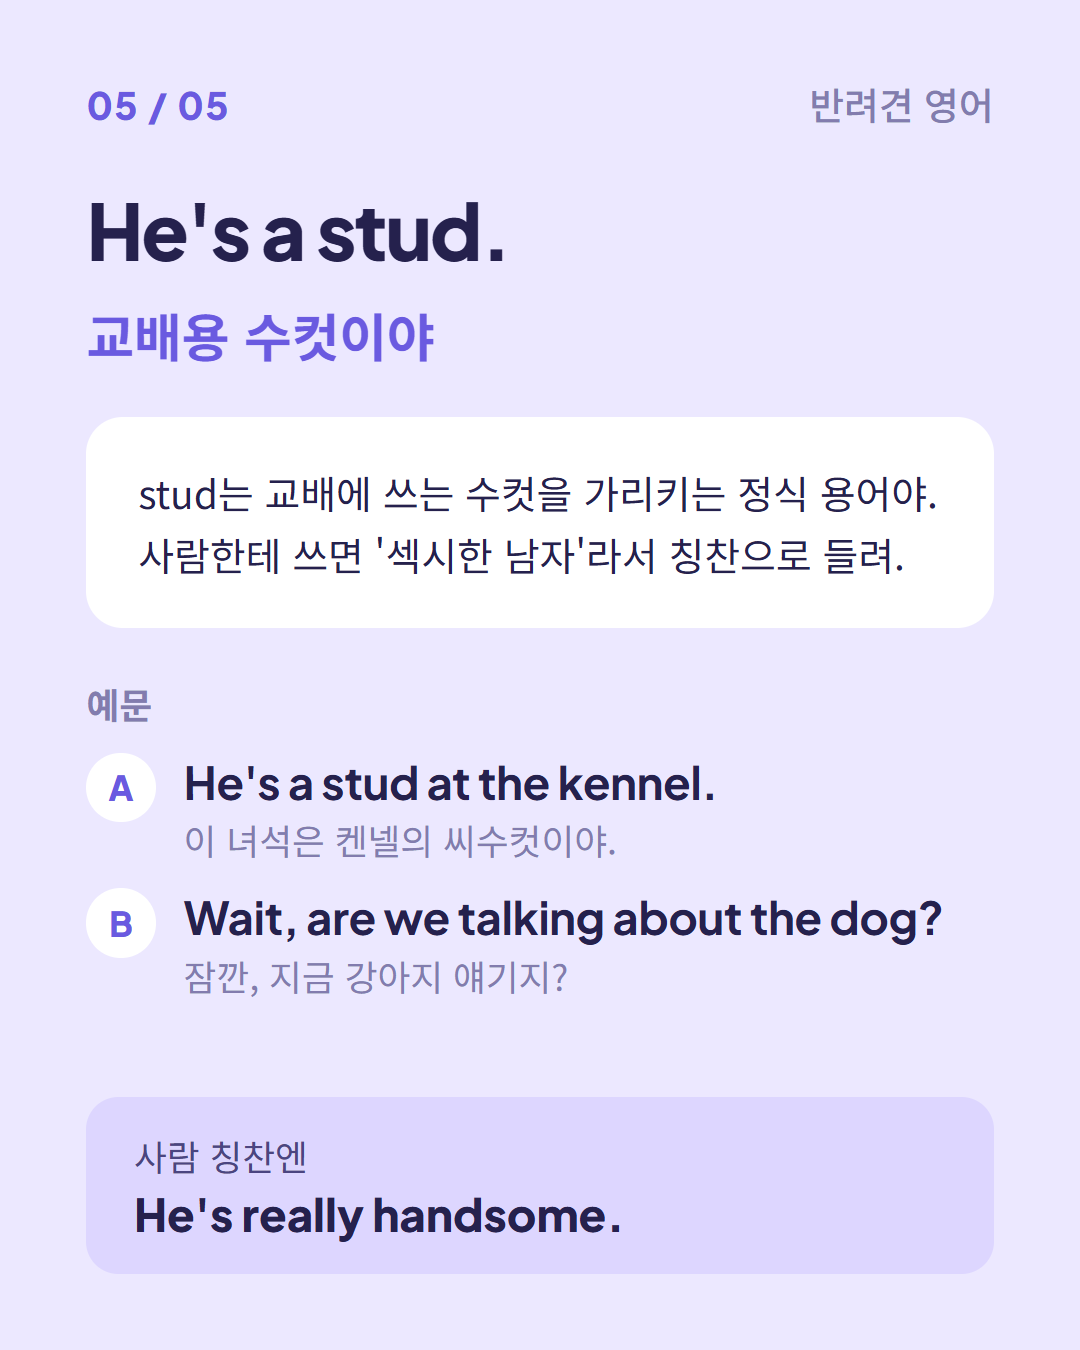 05 / 05
반려견 영어
He's a stud.
교배용 수컷이야
stud는 교배에 쓰는 수컷을 가리키는 정식 용어야.
사람한테 쓰면 '섹시한 남자'라서 칭찬으로 들려.
예문
A
He's a stud at the kennel.
이 녀석은 켄넬의 씨수컷이야.
B
Wait, are we talking about the dog?
잠깐, 지금 강아지 얘기지?
사람 칭찬엔
He's really handsome.